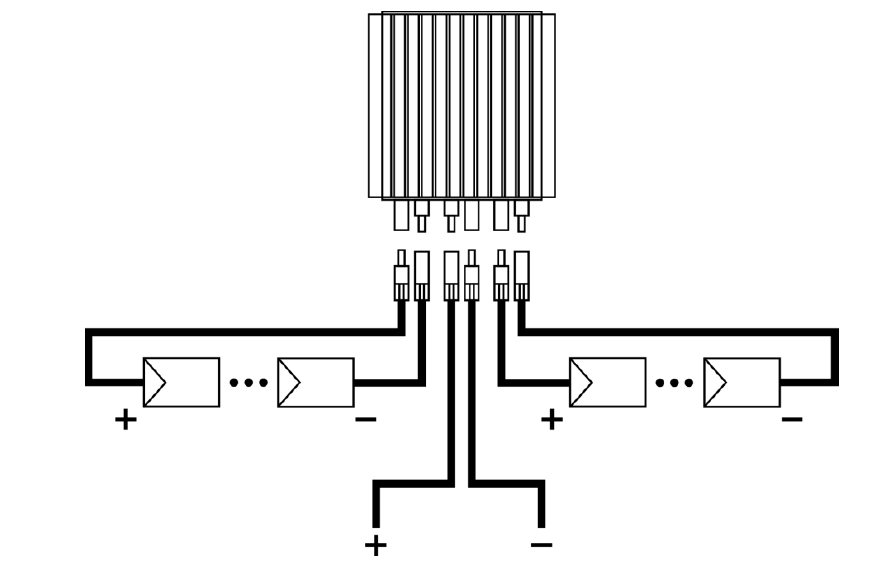 + − + −
+ −